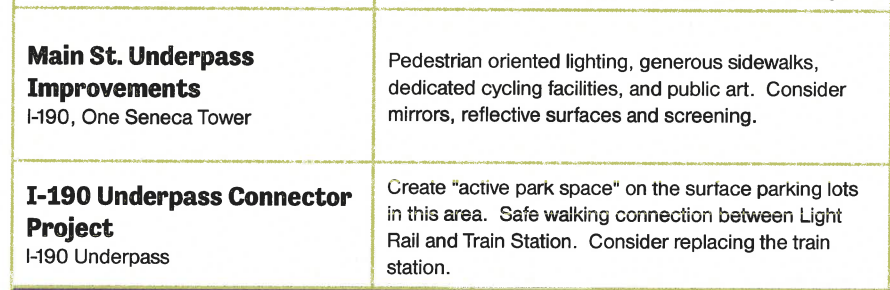 Main St. Underpass
Improvements
I-190, One Seneca Tower
Pedestrian oriented lighting, generous sidewalks,
dedicated cycling facilities, and public art.  Consider
mirrors, reflective surfaces and screening.
I-190 Underpass Connector
Project
I-190 Underpass
Create "active park space" on the surface parking lots
in this area.  Safe walking connection between Light
Rail and Train Station.  Consider replacing the train
station.